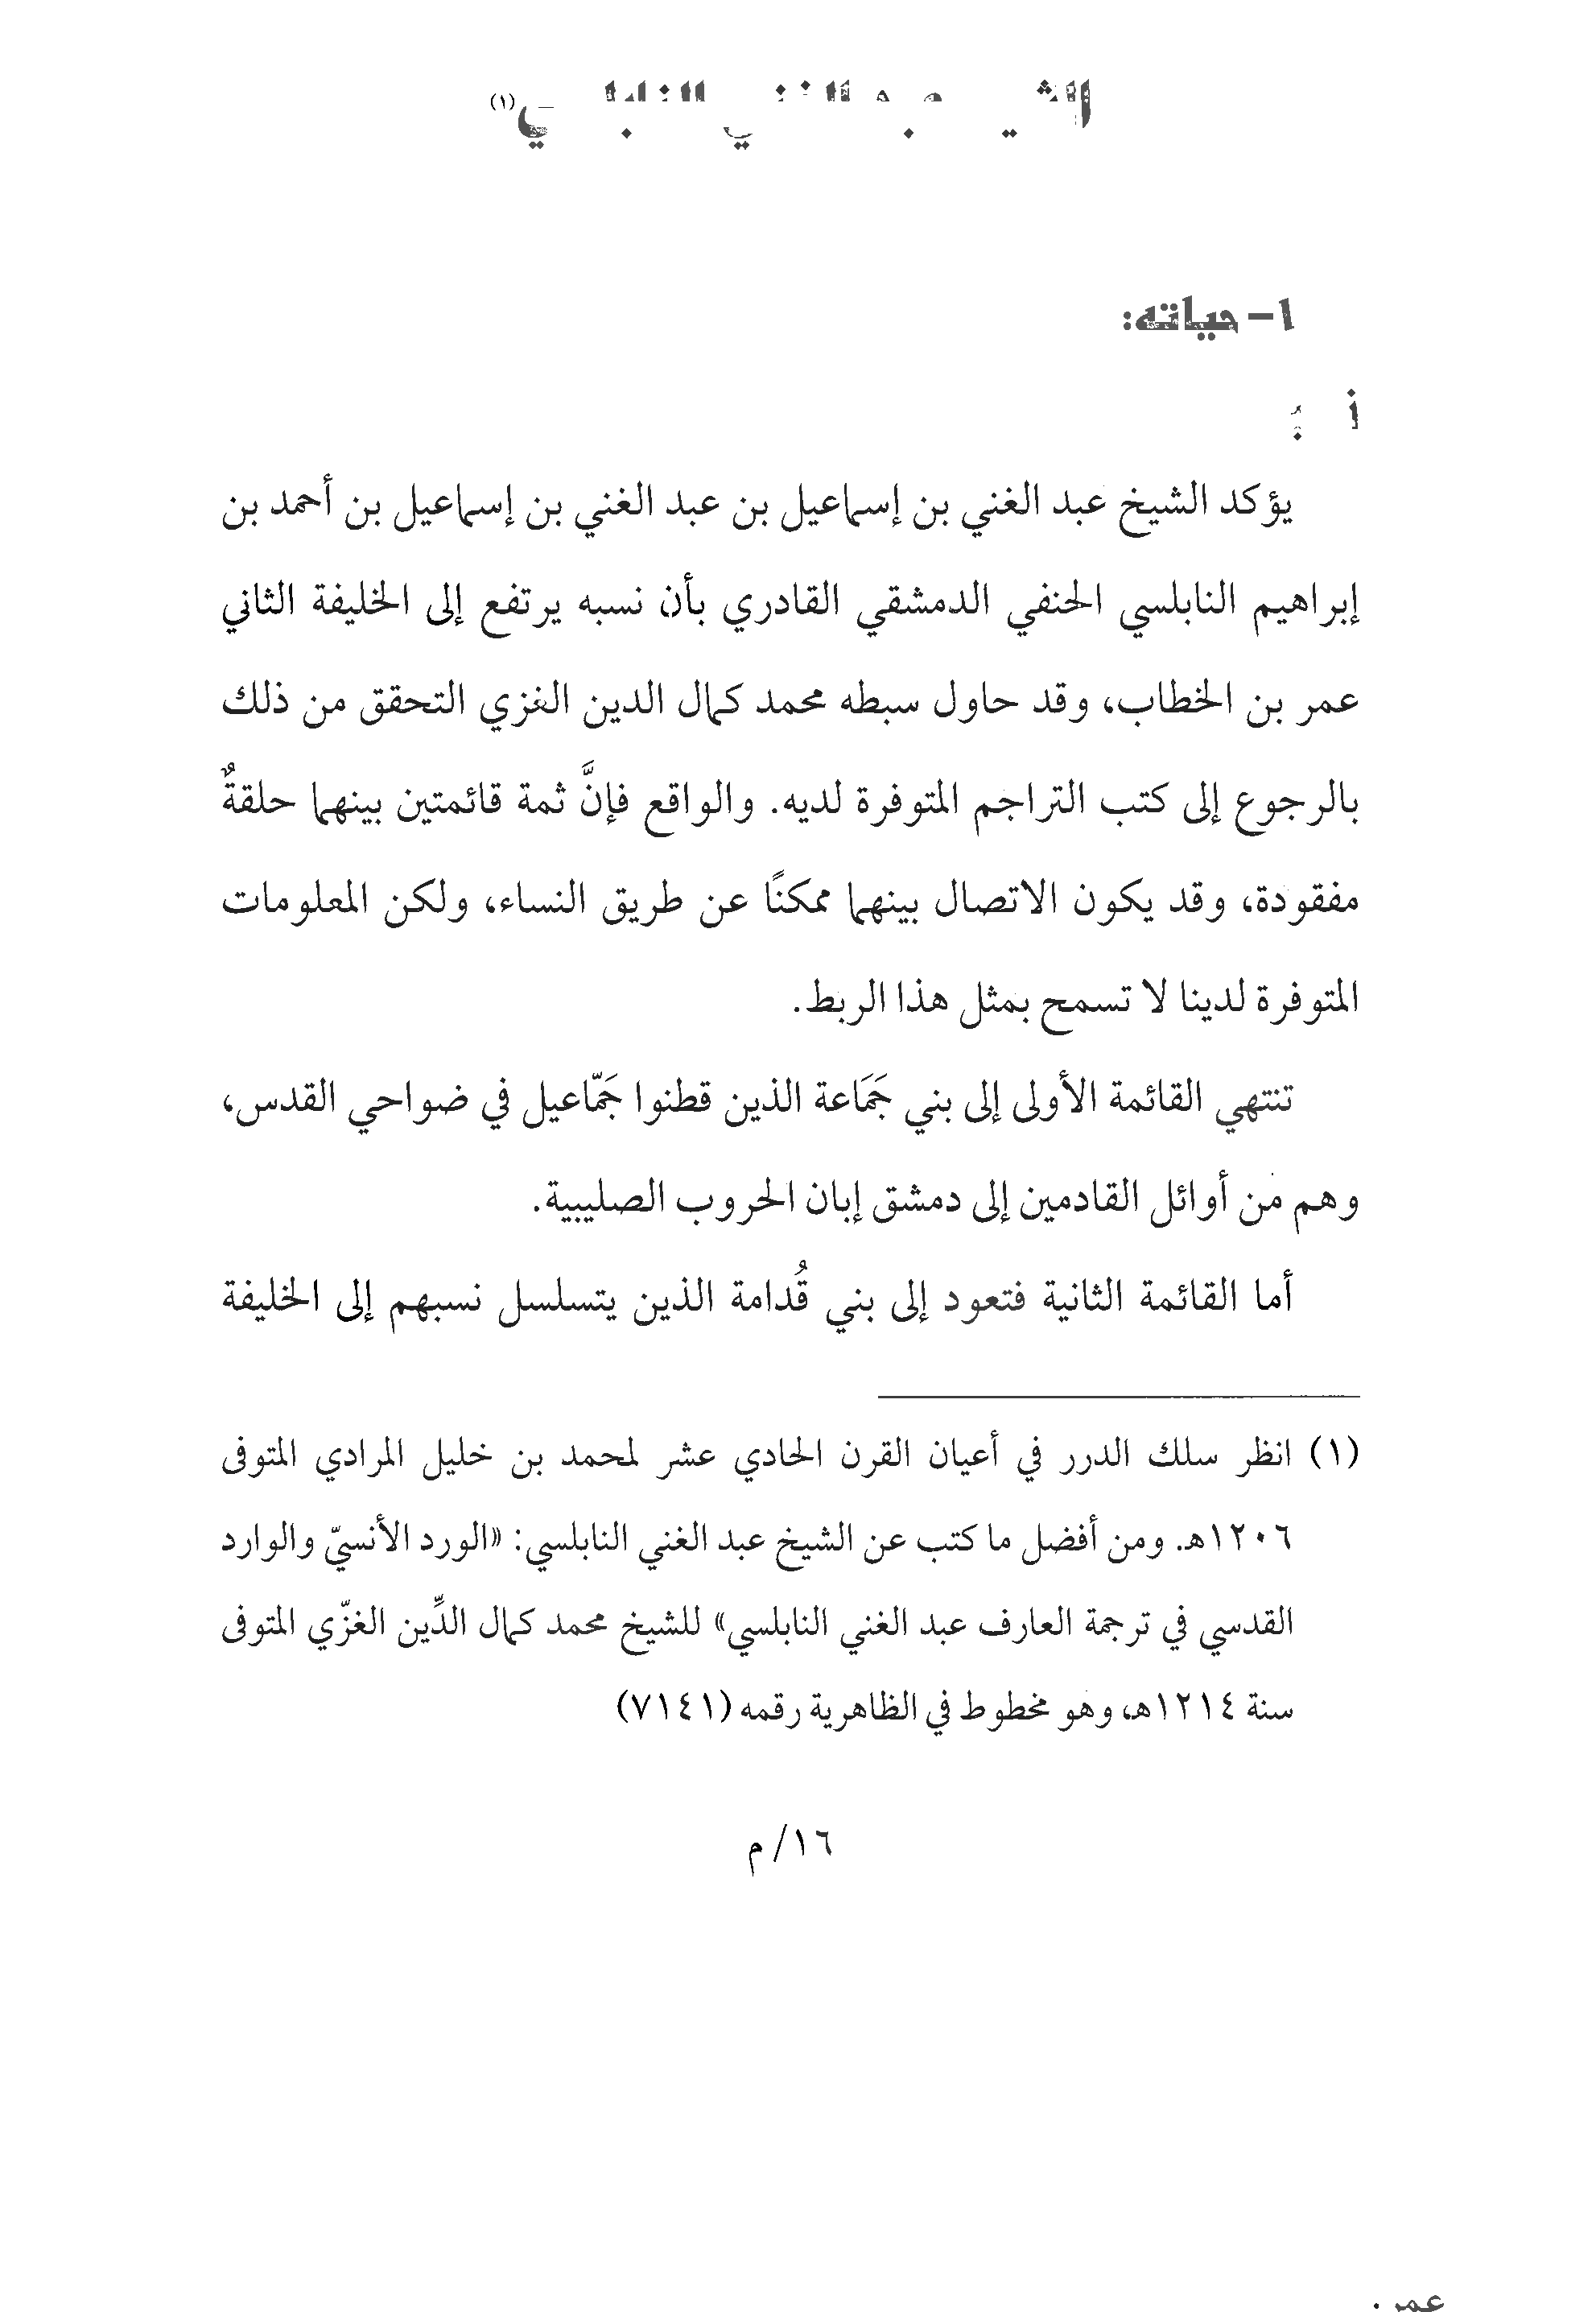 الشيخ عبد الغني النابلسي(١)
١- حياته:
يؤكد الشيخ عبد الغني بن إسماعيل بن عبد الغني بن إسماعيل بن أحمد بن
إبراهيم النابلسي الحنفي الدمشقي القادري بأن نسبه يرتفع إلى الخليفة الثاني
عمر بن الخطاب، وقد حاول سبطه محمد كمال الدين الغزي التحقق من ذلك
بالرجوع إلى كتب التراجم المتوفرة لديه. والواقع فإنَّ ثمة قائمتين بينهما حلقةٌ
مفقودة، وقد يكون الاتصال بينهما ممكنًا عن طريق النساء، ولكن المعلومات
المتوفرة لدينا لا تسمح بمثل هذا الربط.
تنتهي القائمة الأولى إلى بني جَمَاعة الذين قطنوا جَمّاعيل في ضواحي القدس،
وهم من أوائل القادمين إلى دمشق إبان الحروب الصليبية.
أما القائمة الثانية فتعود إلى بني قُدامة الذين يتسلسل نسبهم إلى الخليفة
(١) انظر سلك الدرر في أعيان القرن الحادي عشر لمحمد بن خليل المرادي المتوفى
١٢٠٦هـ. ومن أفضل ما كتب عن الشيخ عبد الغني النابلسي: «الورد الأنسيّ والوارد
القدسي في ترجمة العارف عبد الغني النابلسي» للشيخ محمد كمال الدِّين الغزّي المتوفى
سنة ١٢١٤هـ، وهو مخطوط في الظاهرية رقمه (٧١٤١)
١٦/ م
عمر.